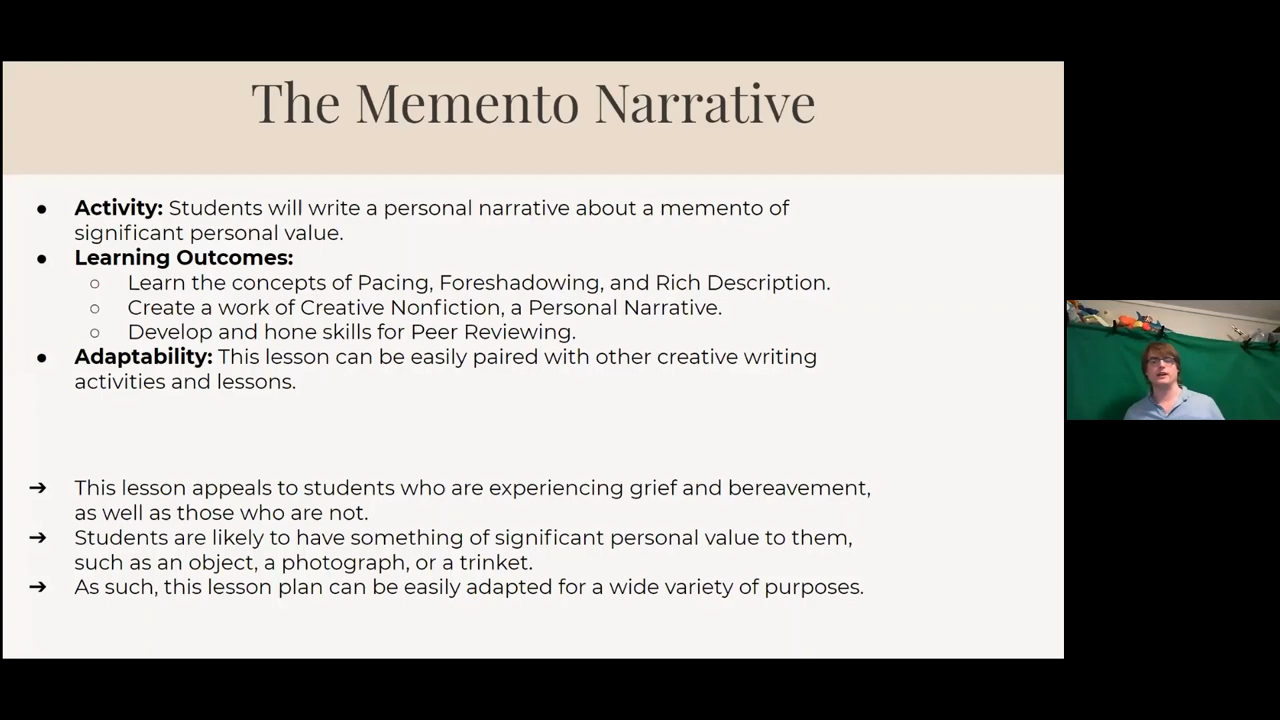 The Memento Narrative
● Activity: Students will write a personal narrative about a memento of
significant personal value.
● Learning Outcomes:
○ Learn the concepts of Pacing, Foreshadowing, and Rich Description.
○ Create a work of Creative Nonfiction, a Personal Narrative.
○ Develop and hone skills for Peer Reviewing.
● Adaptability: This lesson can be easily paired with other creative writing
activities and lessons.
➔ This lesson appeals to students who are experiencing grief and bereavement,
as well as those who are not.
➔ Students are likely to have something of significant personal value to them,
such as an object, a photograph, or a trinket.
➔ As such, this lesson plan can be easily adapted for a wide variety of purposes.